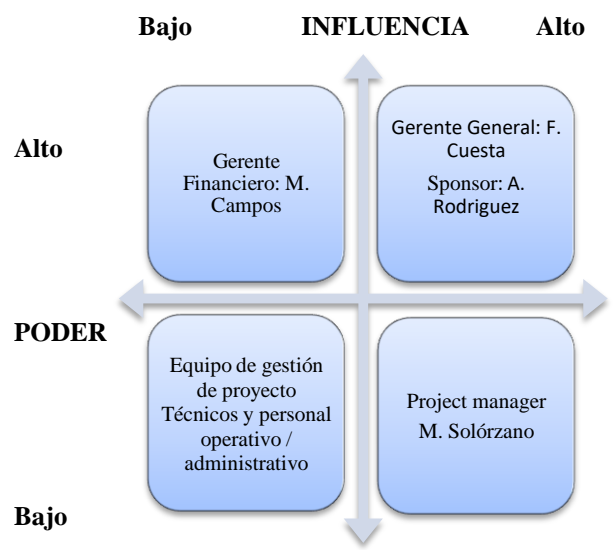 Bajo INFLUENCIA Alto
Alto
Gerente
Financiero: M.
Campos
Gerente General: F.
Cuesta
Sponsor: A.
Rodriguez
PODER
Equipo de gestión
de proyecto
Técnicos y personal
operativo /
administrativo
Project manager
M. Solórzano
Bajo